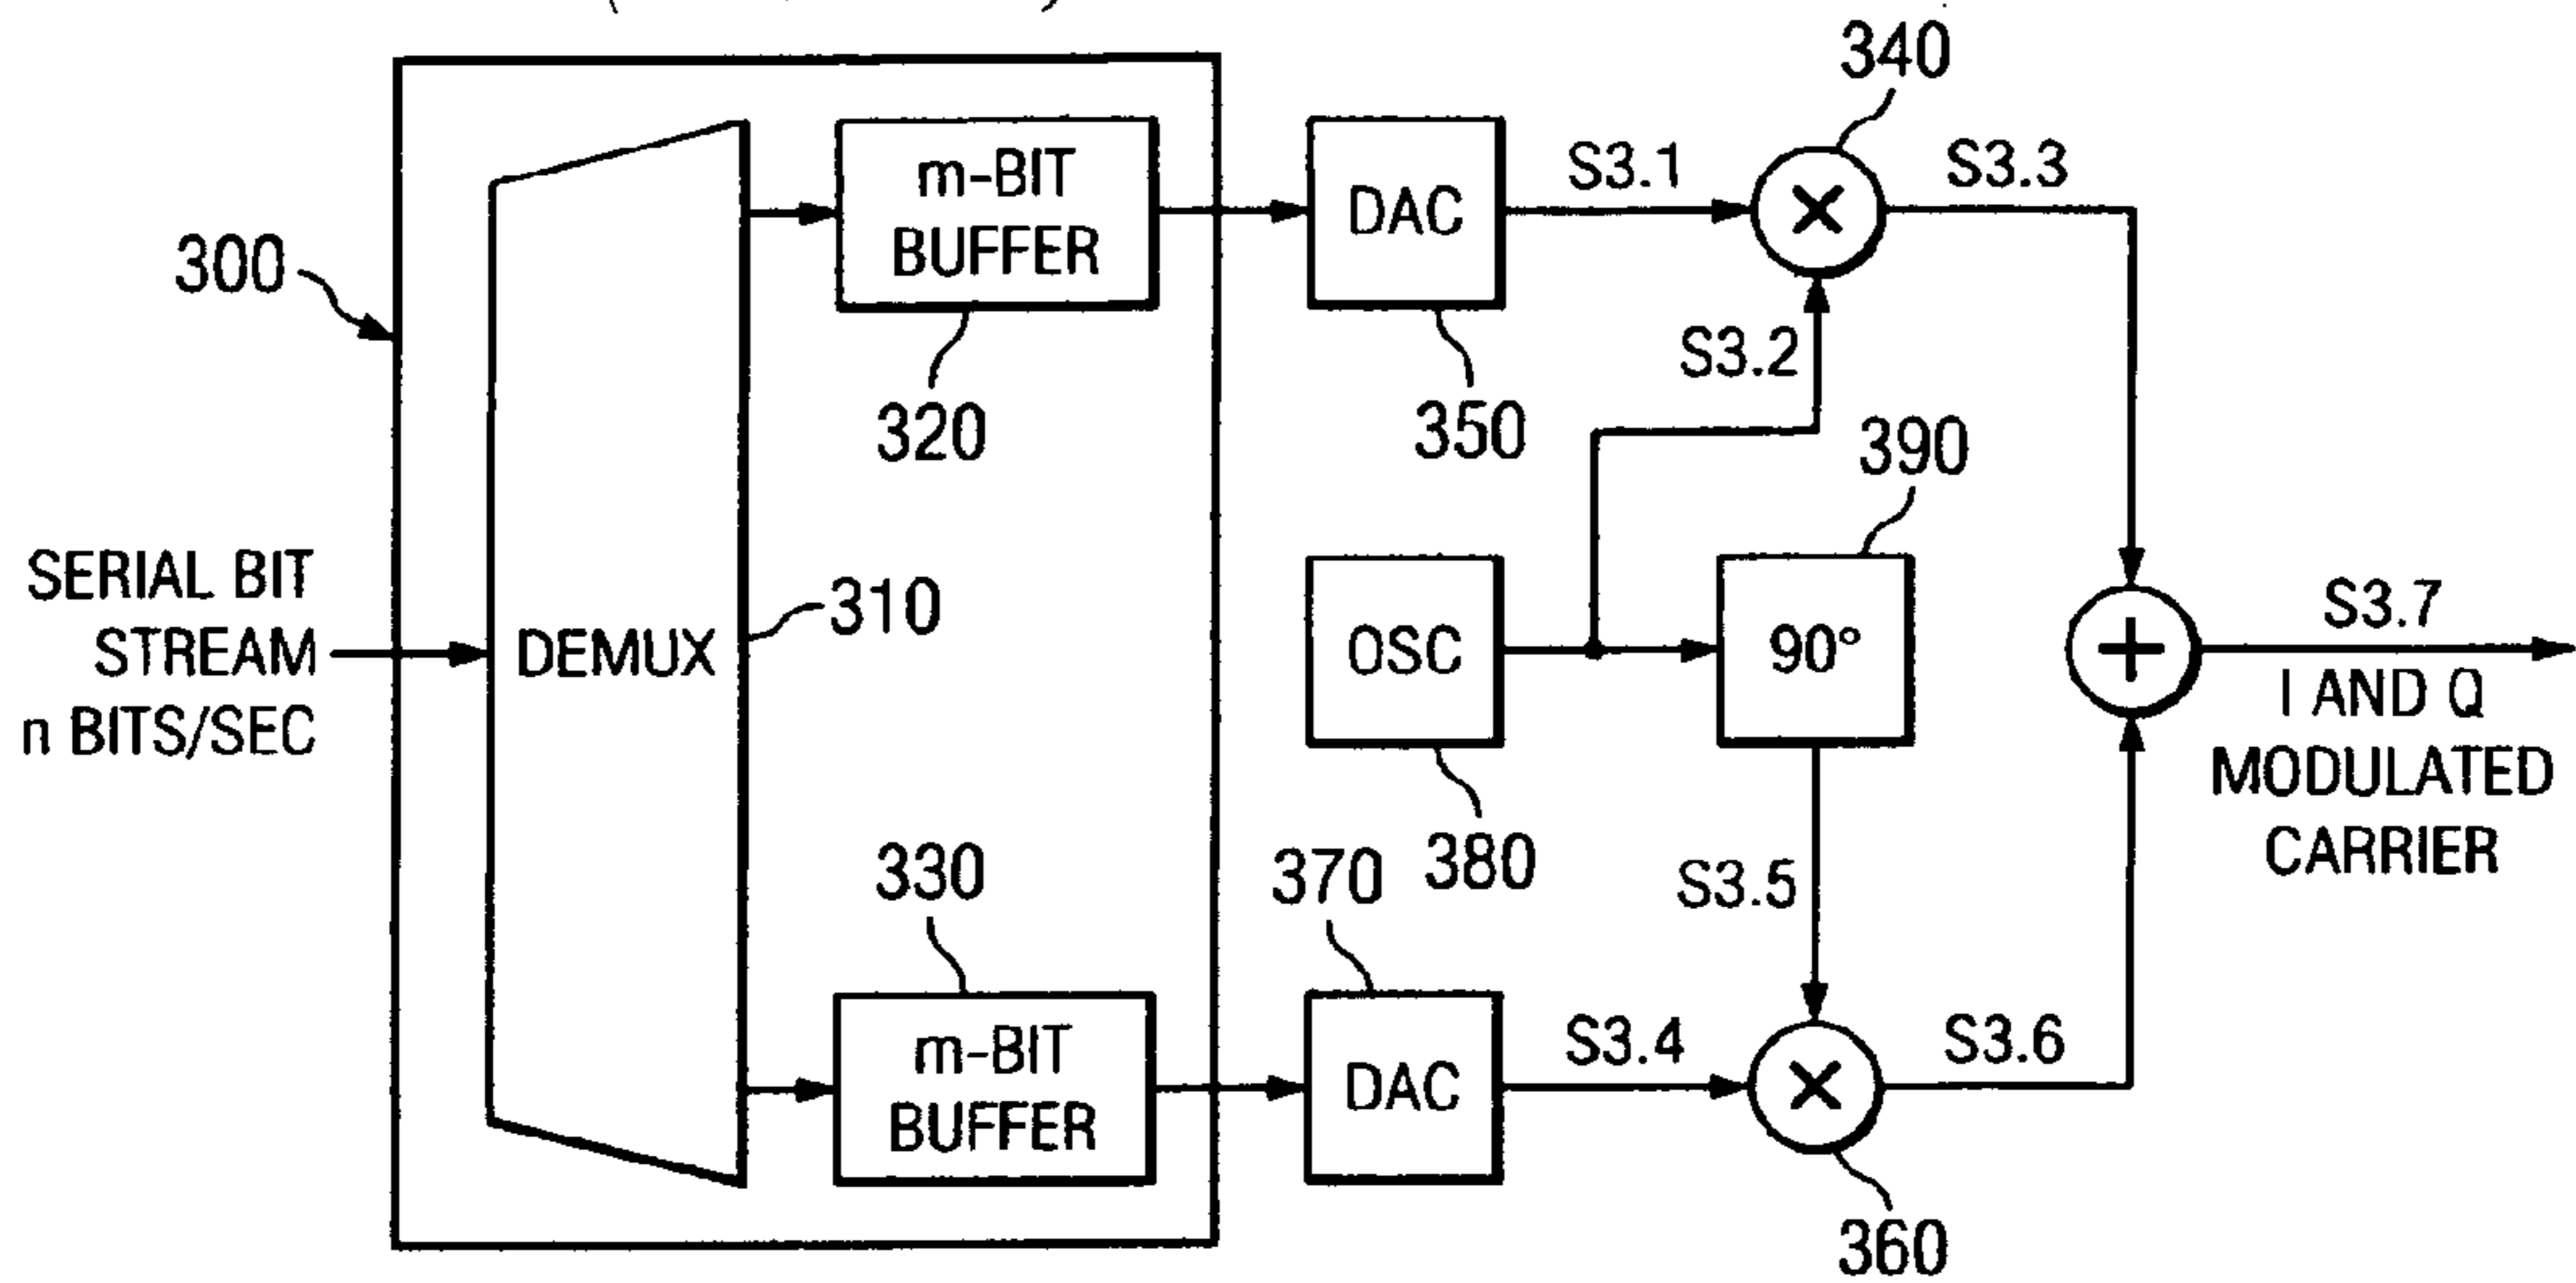 340
m-BIT
BUFFER
DAC
S3.1
×
S3.3
300
S3.2
320
350
390
SERIAL BIT
STREAM
n BITS/SEC
DEMUX
310
OSC
90°
+
S3.7
I AND Q
MODULATED
CARRIER
330
370
380
S3.5
m-BIT
BUFFER
DAC
S3.4
×
S3.6
360